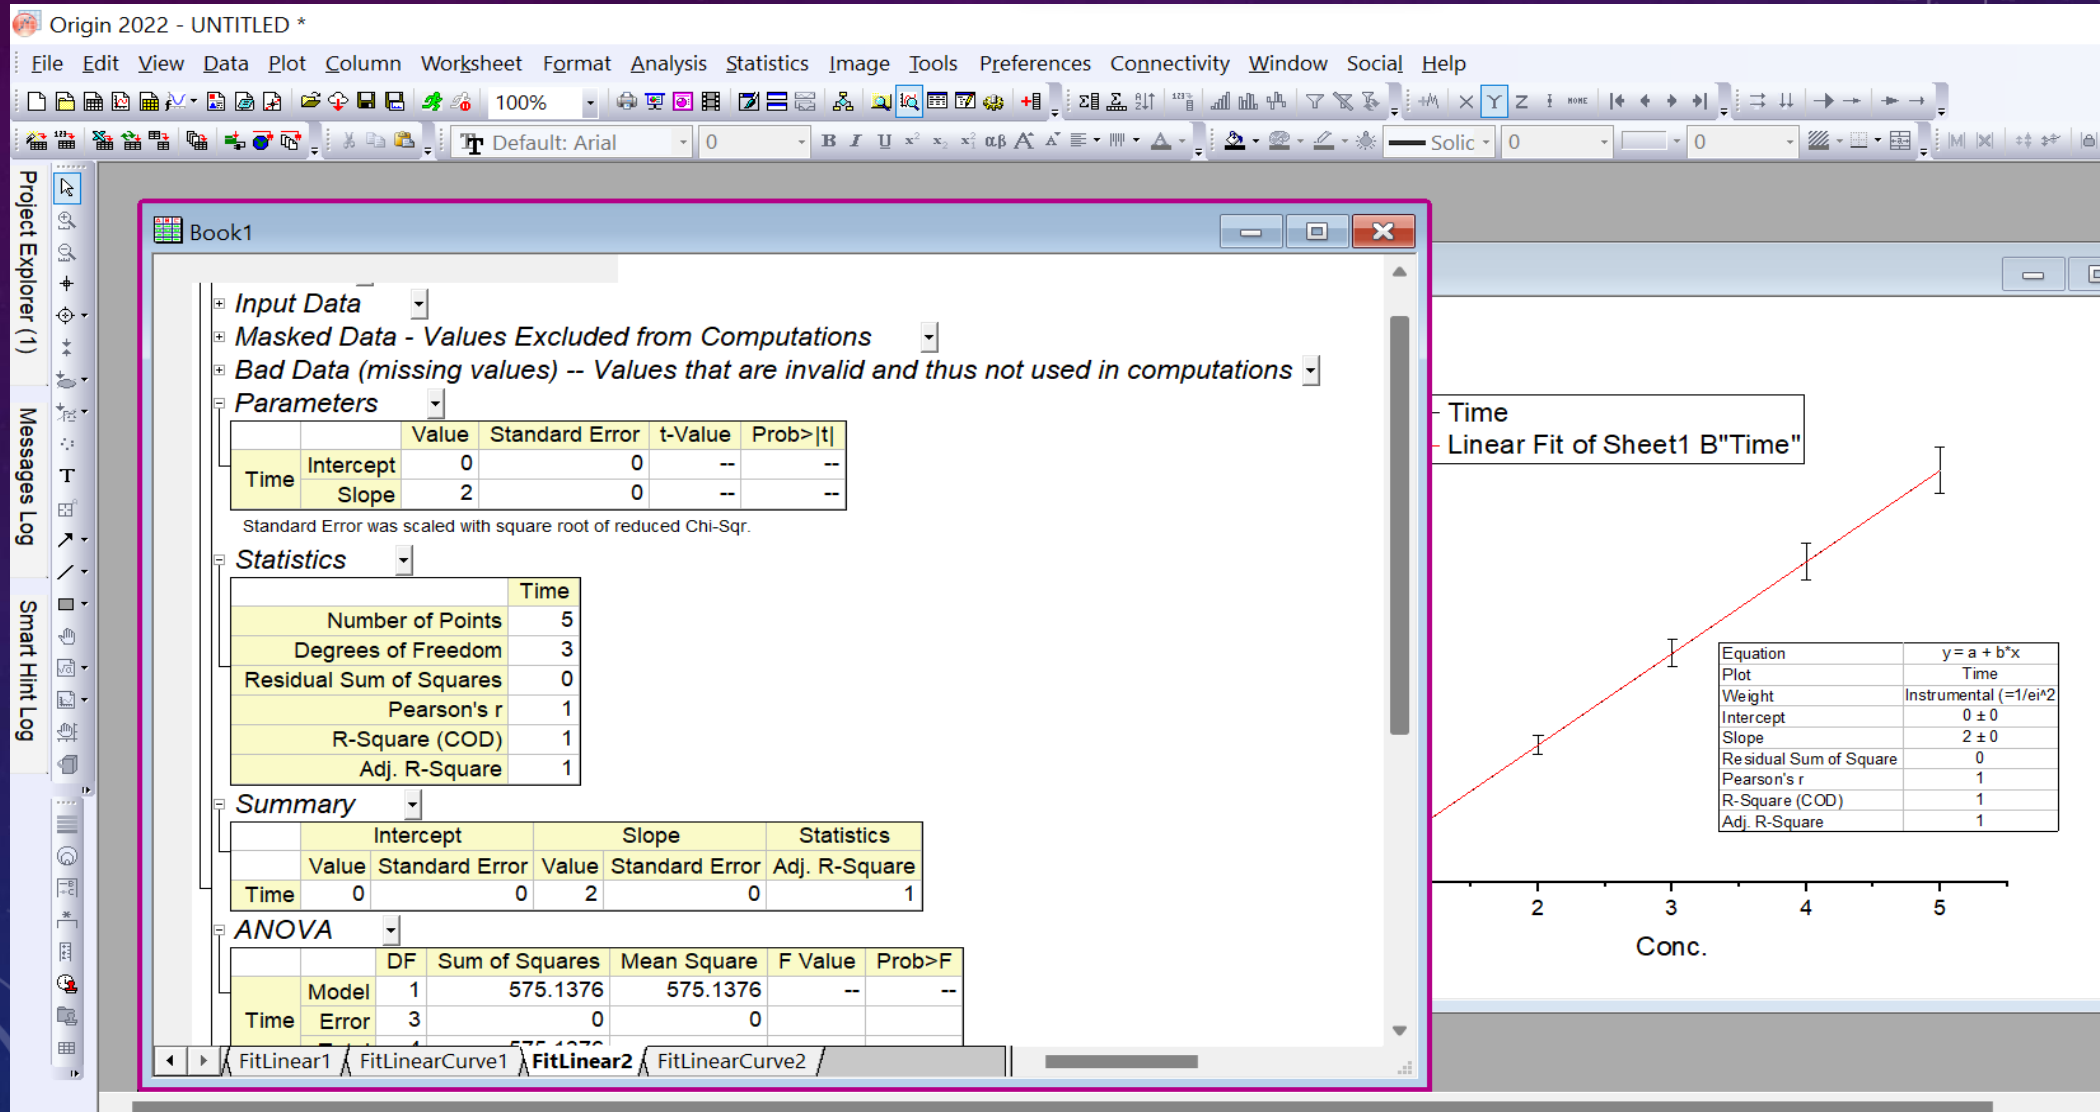 Origin 2022 - UNTITLED *
File Edit View Data Plot Column Worksheet Format Analysis Statistics Image Tools Preferences Connectivity Window Social Help
100%
Default: Arial 0 B I U αβ A A A Solic 0 0
X Y Z HOME
Project Explorer (1)
Messages Log
Smart Hint Log
T
Book1
Input Data
Masked Data - Values Excluded from Computations
Bad Data (missing values) -- Values that are invalid and thus not used in computations
Parameters
Value Standard Error t-Value Prob>|t|
Time Intercept 0 0 -- --
Slope 2 0 -- --
Standard Error was scaled with square root of reduced Chi-Sqr.
Statistics
Time
Number of Points 5
Degrees of Freedom 3
Residual Sum of Squares 0
Pearson's r 1
R-Square (COD) 1
Adj. R-Square 1
Summary
Intercept Slope Statistics
Value Standard Error Value Standard Error Adj. R-Square
Time 0 0 2 0 1
ANOVA
DF Sum of Squares Mean Square F Value Prob>F
Time Model 1 575.1376 575.1376 -- --
Error 3 0 0
FitLinear1 FitLinearCurve1 FitLinear2 FitLinearCurve2
Time
Linear Fit of Sheet1 B"Time"
Equation y = a + b*x
Plot Time
Weight Instrumental (=1/ei^2
Intercept 0 ± 0
Slope 2 ± 0
Residual Sum of Square 0
Pearson's r 1
R-Square (COD) 1
Adj. R-Square 1
2 3 4 5
Conc.